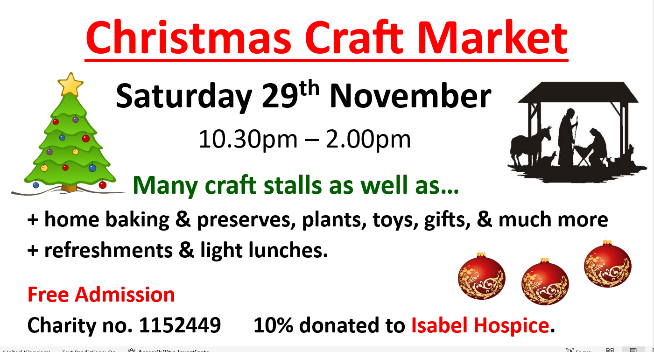 Christmas Craft Market
Saturday 29th November
10.30pm – 2.00pm
Many craft stalls as well as…
+ home baking & preserves, plants, toys, gifts, & much more
+ refreshments & light lunches.
Free Admission
Charity no. 1152449 10% donated to Isabel Hospice.